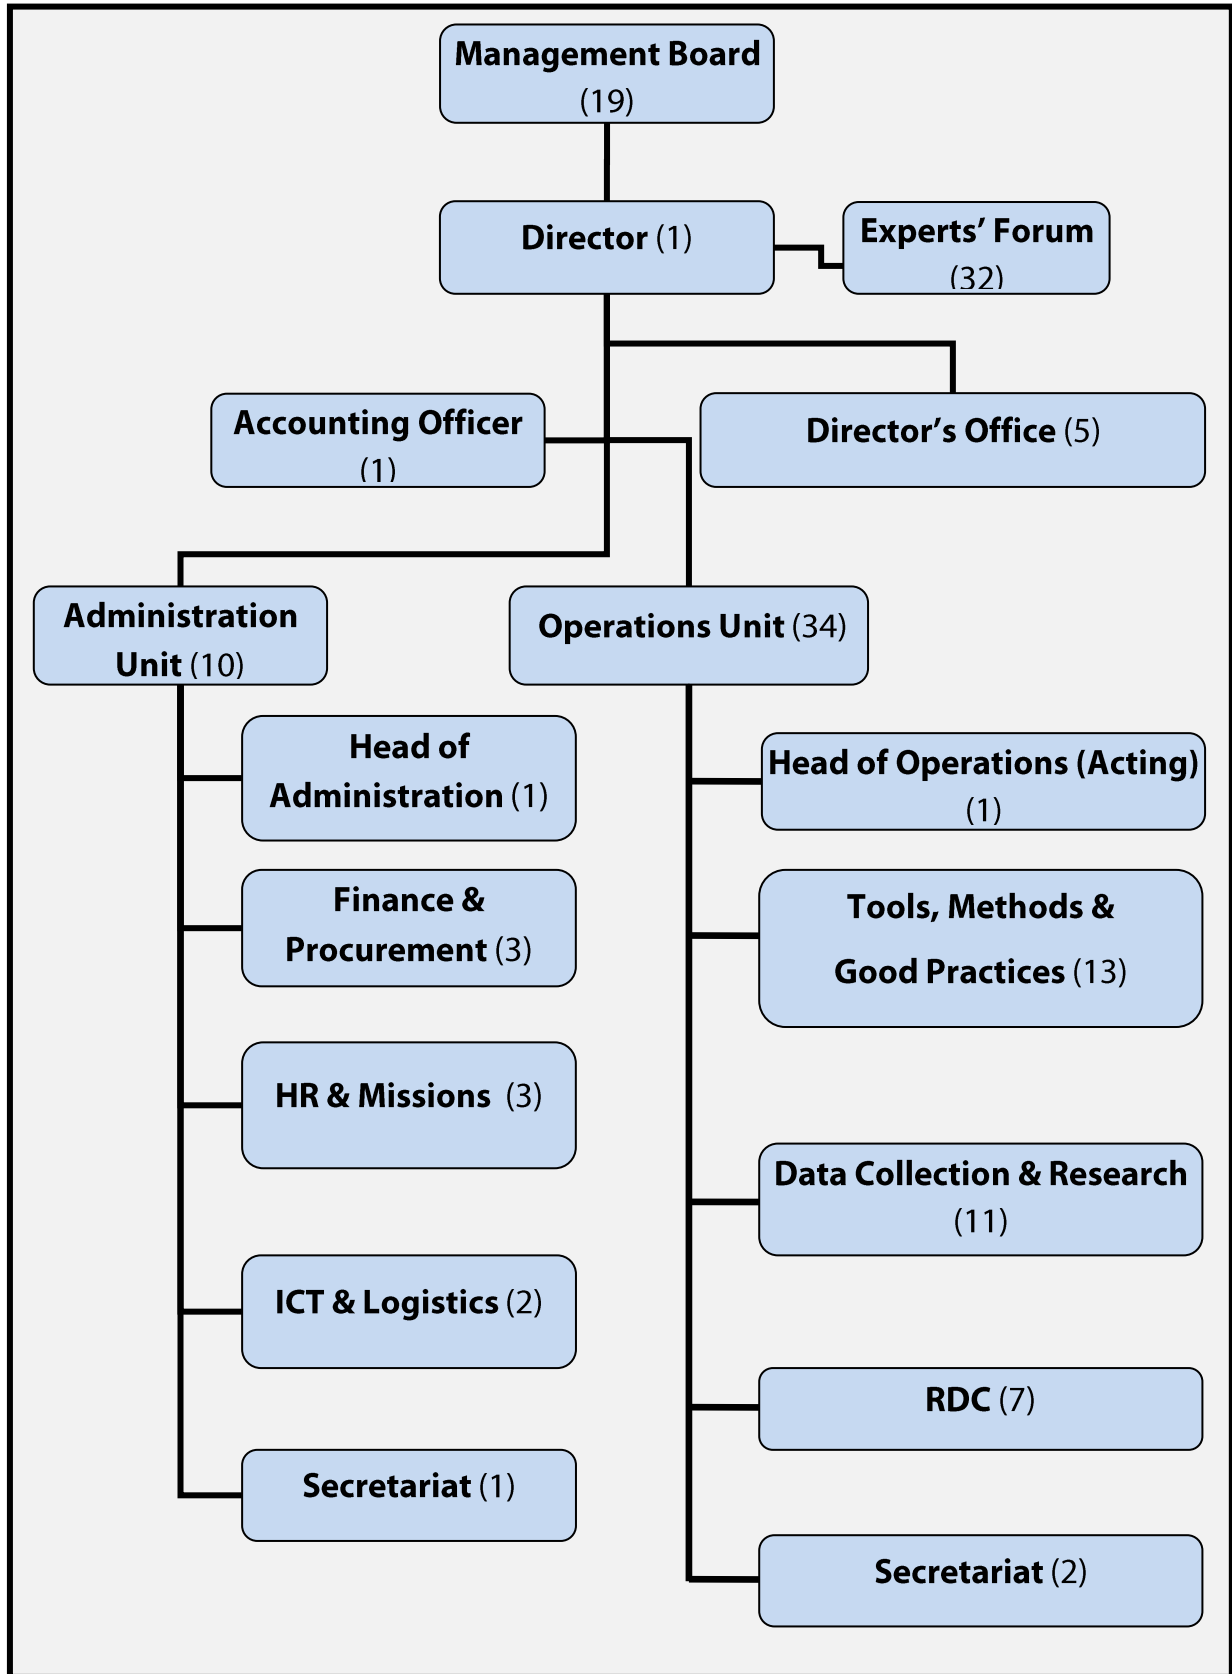 Management Board
(19)
Director (1)
Experts’ Forum
(32)
Accounting Officer
(1)
Director’s Office (5)
Administration
Unit (10)
Operations Unit (34)
Head of
Administration (1)
Finance &
Procurement (3)
HR & Missions (3)
ICT & Logistics (2)
Secretariat (1)
Head of Operations (Acting)
(1)
Tools, Methods &
Good Practices (13)
Data Collection & Research
(11)
RDC (7)
Secretariat (2)